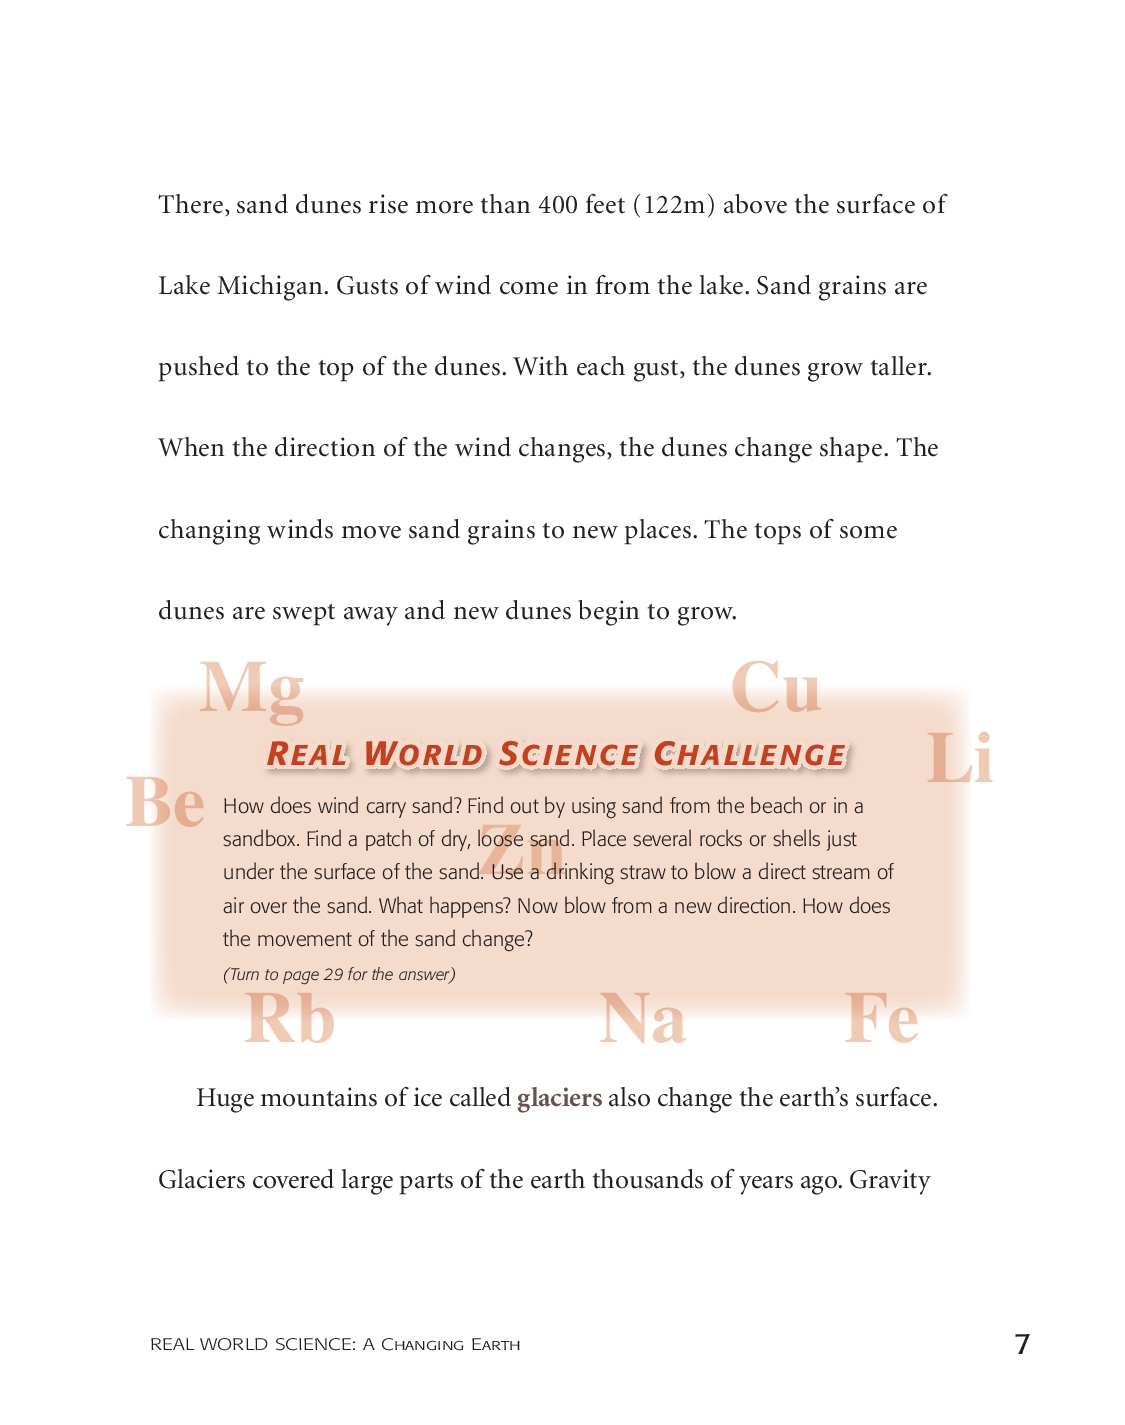 There, sand dunes rise more than 400 feet (122m) above the surface of
Lake Michigan. Gusts of wind come in from the lake. Sand grains are
pushed to the top of the dunes. With each gust, the dunes grow taller.
When the direction of the wind changes, the dunes change shape. The
changing winds move sand grains to new places. The tops of some
dunes are swept away and new dunes begin to grow.
Mg
Cu
REAL WORLD SCIENCE CHALLENGE
Li
Be
How does wind carry sand? Find out by using sand from the beach or in a
sandbox. Find a patch of dry, loose sand. Place several rocks or shells just
Zn
under the surface of the sand. Use a drinking straw to blow a direct stream of
air over the sand. What happens? Now blow from a new direction. How does
the movement of the sand change?
(Turn to page 29 for the answer)
Rb
Na
Fe
Huge mountains of ice called glaciers also change the earth’s surface.
Glaciers covered large parts of the earth thousands of years ago. Gravity
REAL WORLD SCIENCE: A CHANGING EARTH
7